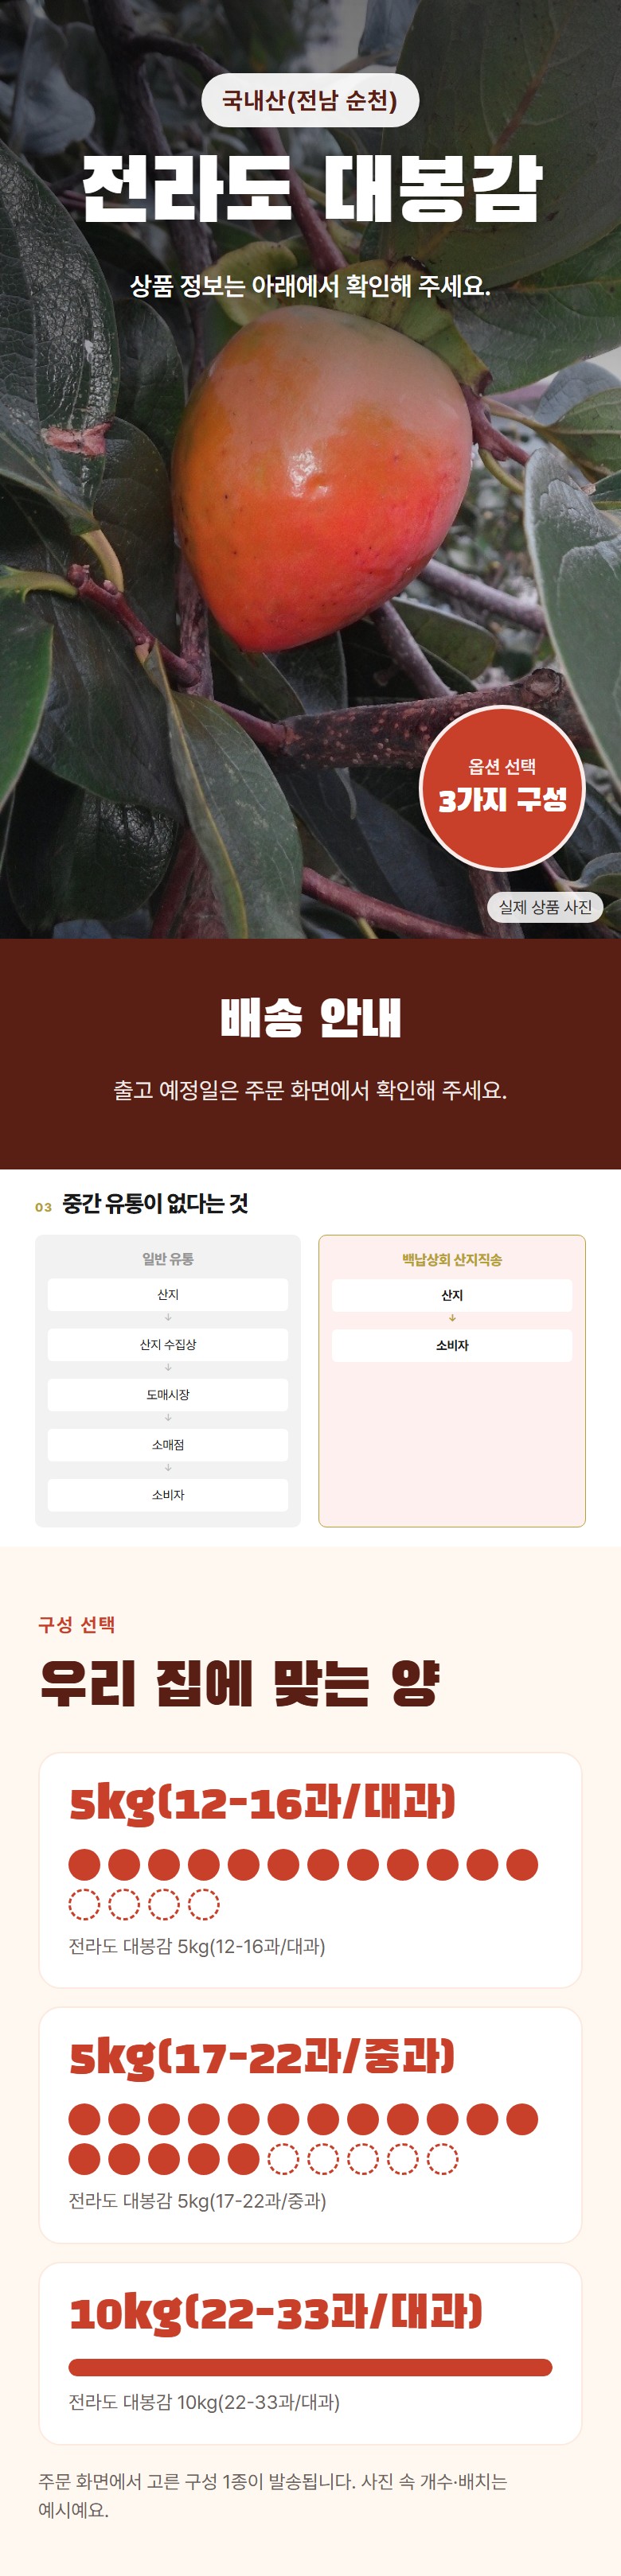 국내산(전남 순천)
전라도 대봉감
상품 정보는 아래에서 확인해 주세요.
옵션 선택
3가지 구성
실제 상품 사진
배송 안내
출고 예정일은 주문 화면에서 확인해 주세요.
03 중간 유통이 없다는 것
일반 유통
산지
↓
산지 수집상
↓
도매시장
↓
소매점
↓
소비자
백납상회 산지직송
산지
↓
소비자
구성 선택
우리 집에 맞는 양
5kg(12-16과/대과)
전라도 대봉감 5kg(12-16과/대과)
5kg(17-22과/중과)
전라도 대봉감 5kg(17-22과/중과)
10kg(22-33과/대과)
전라도 대봉감 10kg(22-33과/대과)
주문 화면에서 고른 구성 1종이 발송됩니다. 사진 속 개수·배치는
예시예요.